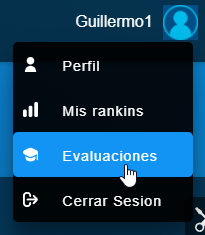 Guillermo1
Perfil
Mis rankins
Evaluaciones
Cerrar Sesion